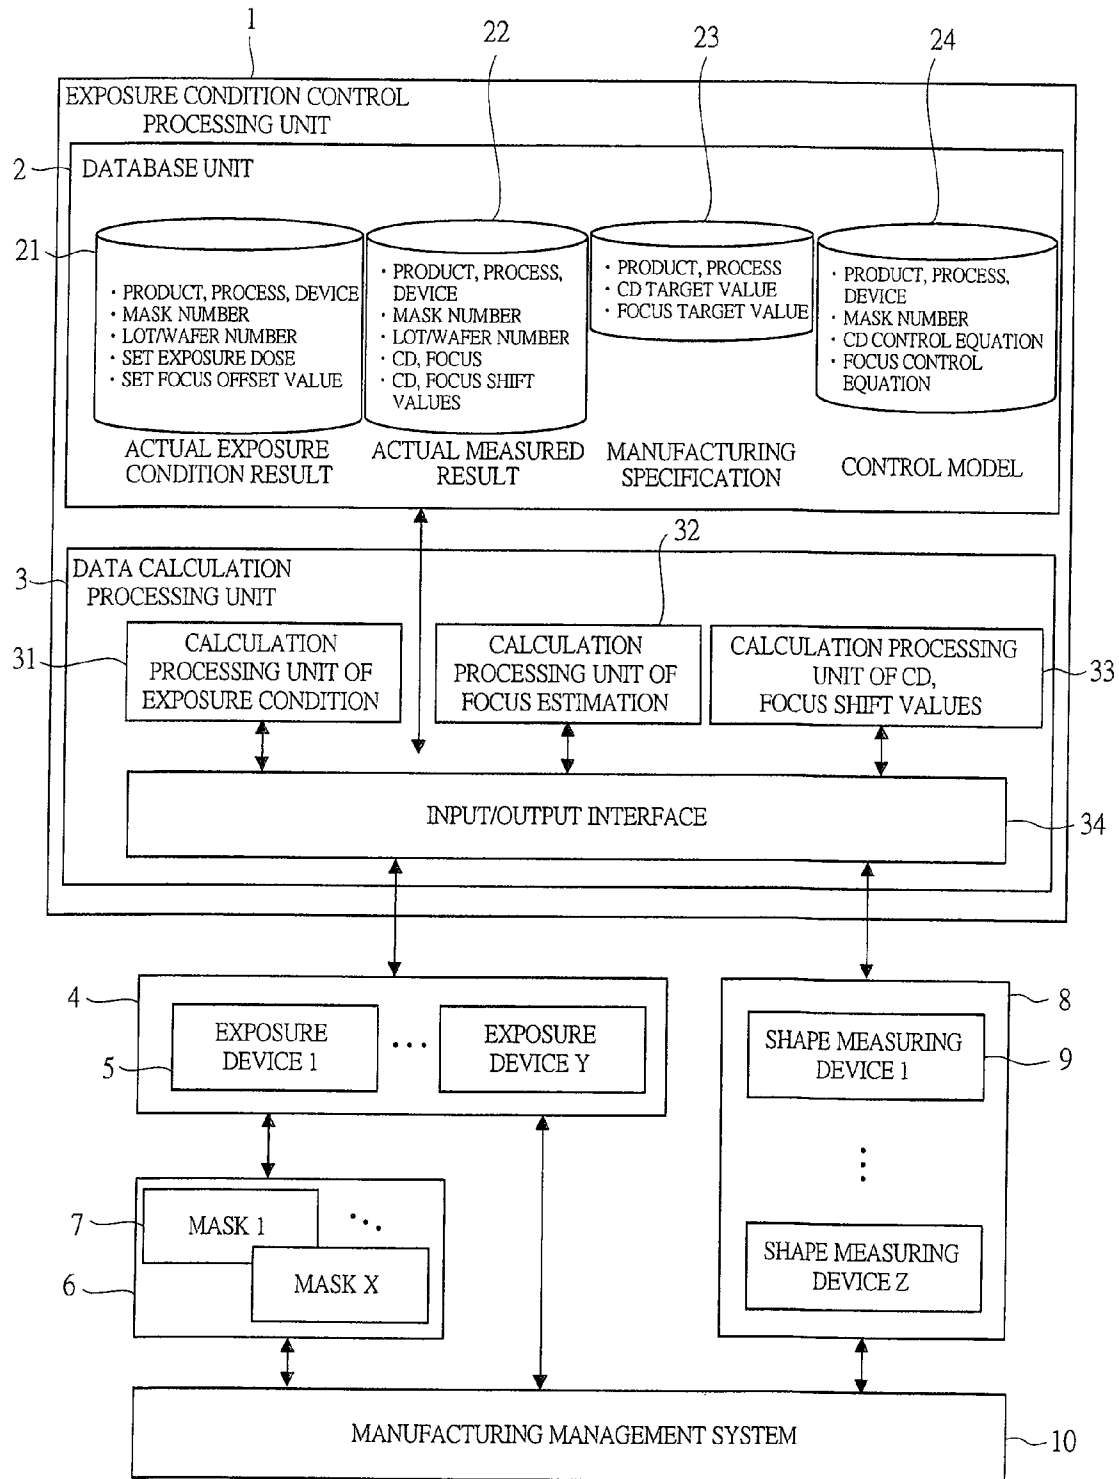 1
22
23
24
EXPOSURE CONDITION CONTROL
PROCESSING UNIT
2
DATABASE UNIT
21
· PRODUCT, PROCESS, DEVICE
· MASK NUMBER
· LOT/WAFER NUMBER
· SET EXPOSURE DOSE
· SET FOCUS OFFSET VALUE
ACTUAL EXPOSURE
CONDITION RESULT
· PRODUCT, PROCESS,
DEVICE
· MASK NUMBER
· LOT/WAFER NUMBER
· CD, FOCUS
· CD, FOCUS SHIFT
VALUES
ACTUAL MEASURED
RESULT
· PRODUCT, PROCESS
· CD TARGET VALUE
· FOCUS TARGET VALUE
MANUFACTURING
SPECIFICATION
· PRODUCT, PROCESS,
DEVICE
· MASK NUMBER
· CD CONTROL EQUATION
· FOCUS CONTROL
EQUATION
CONTROL MODEL
32
3
DATA CALCULATION
PROCESSING UNIT
31
CALCULATION
PROCESSING UNIT OF
EXPOSURE CONDITION
CALCULATION
PROCESSING UNIT OF
FOCUS ESTIMATION
CALCULATION PROCESSING
UNIT OF CD,
FOCUS SHIFT VALUES
33
INPUT/OUTPUT INTERFACE
34
4
EXPOSURE
DEVICE 1
5
...
EXPOSURE
DEVICE Y
8
SHAPE MEASURING
DEVICE 1
9
...
SHAPE MEASURING
DEVICE Z
7
MASK 1
...
MASK X
6
MANUFACTURING MANAGEMENT SYSTEM
10